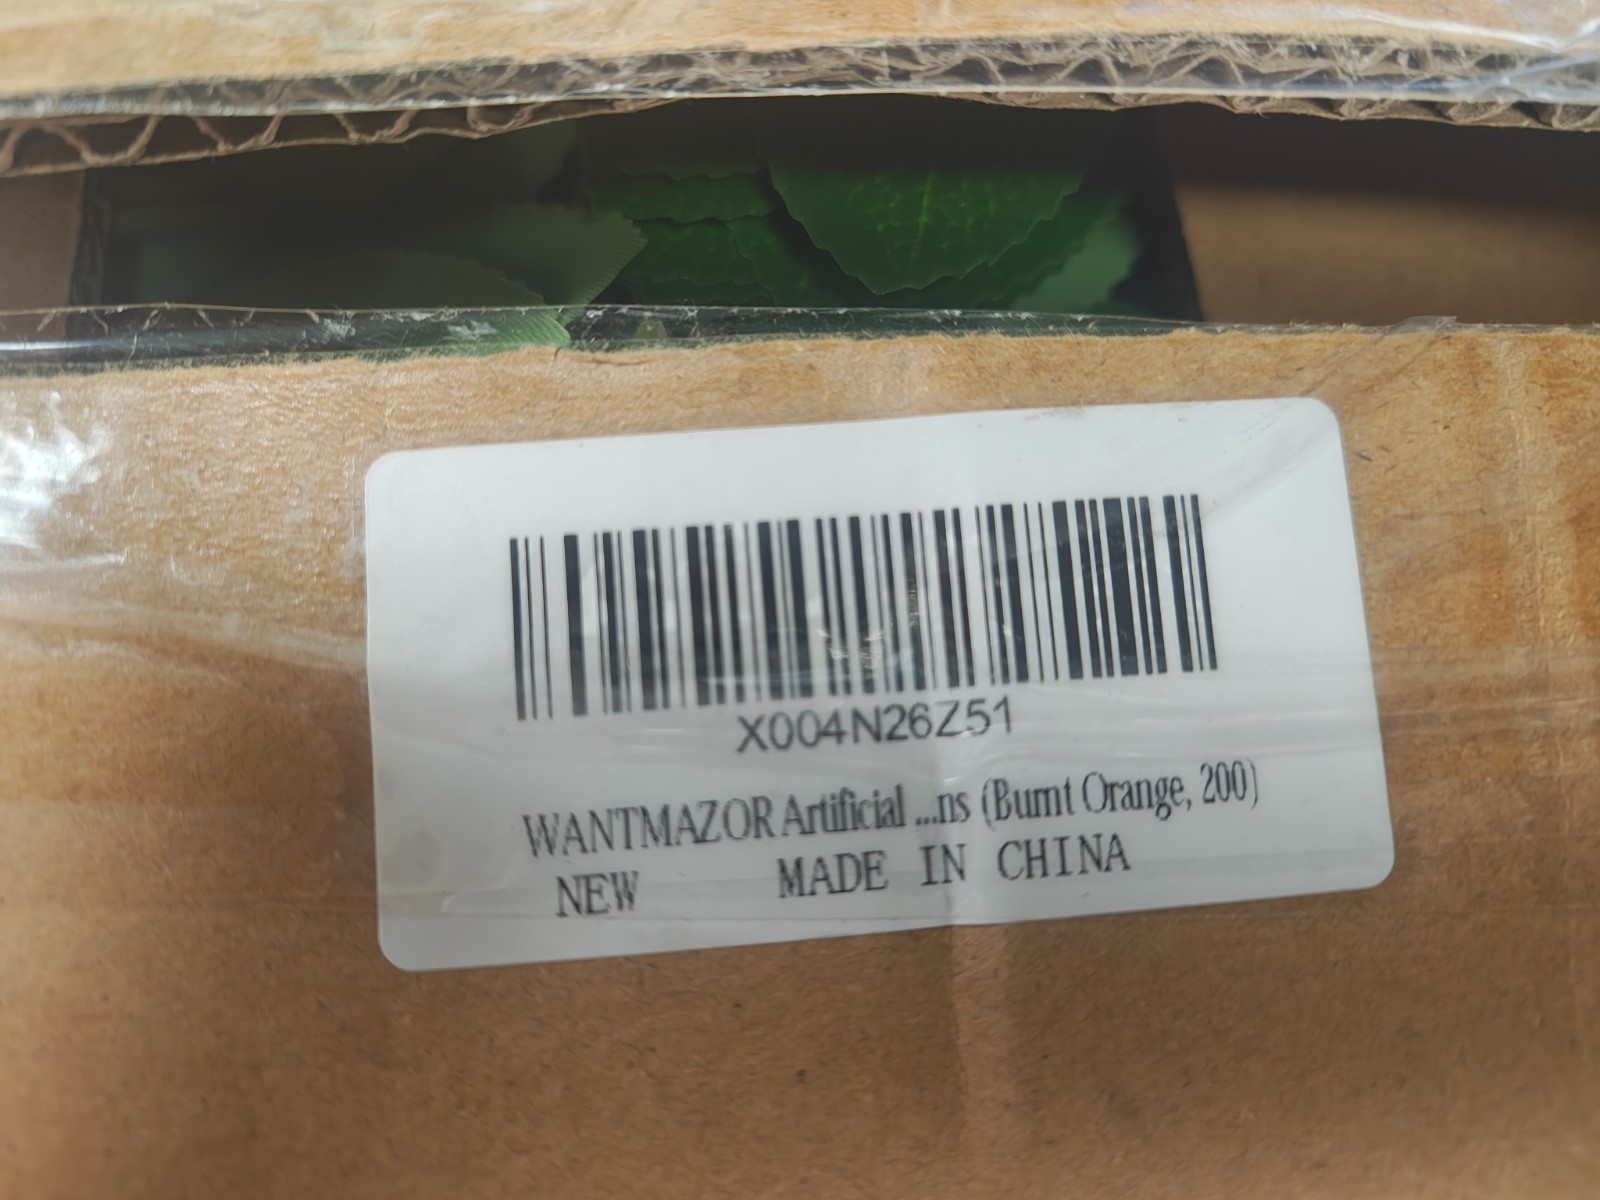 X004N26Z51
WANTMAZOR Artificial ...ns (Burnt Orange, 200)
NEW MADE IN CHINA